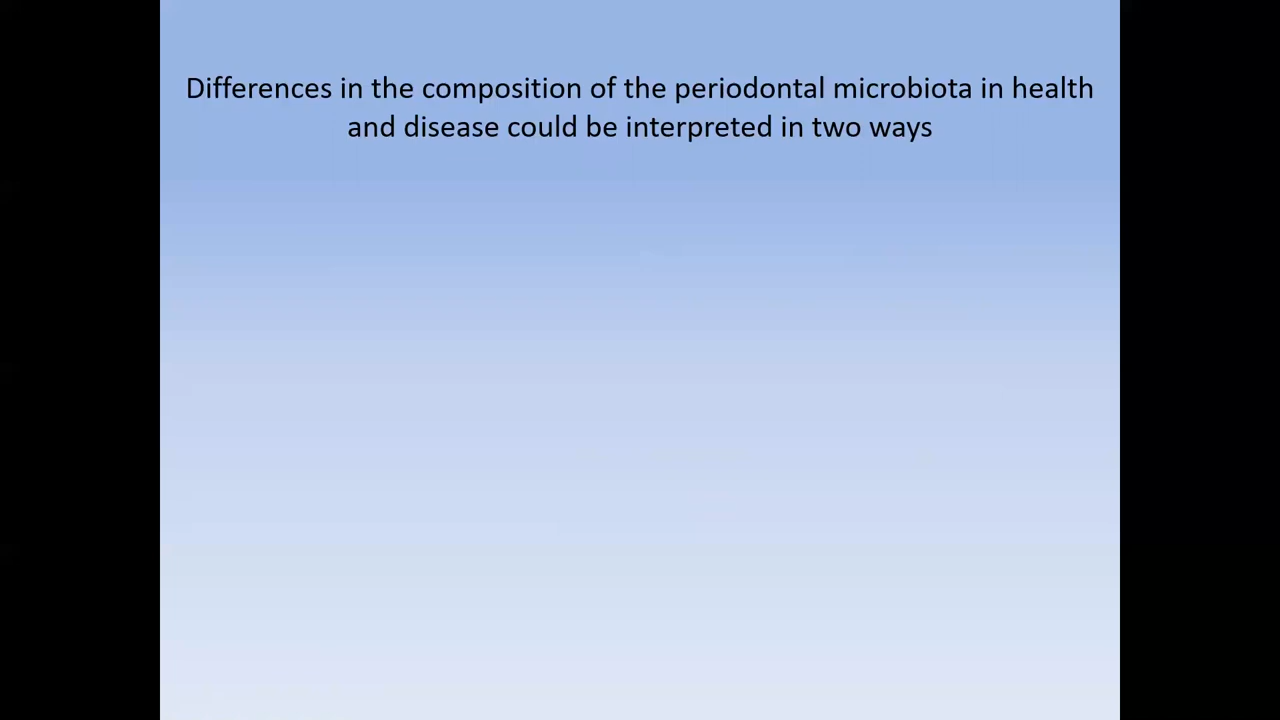 Differences in the composition of the periodontal microbiota in health
and disease could be interpreted in two ways